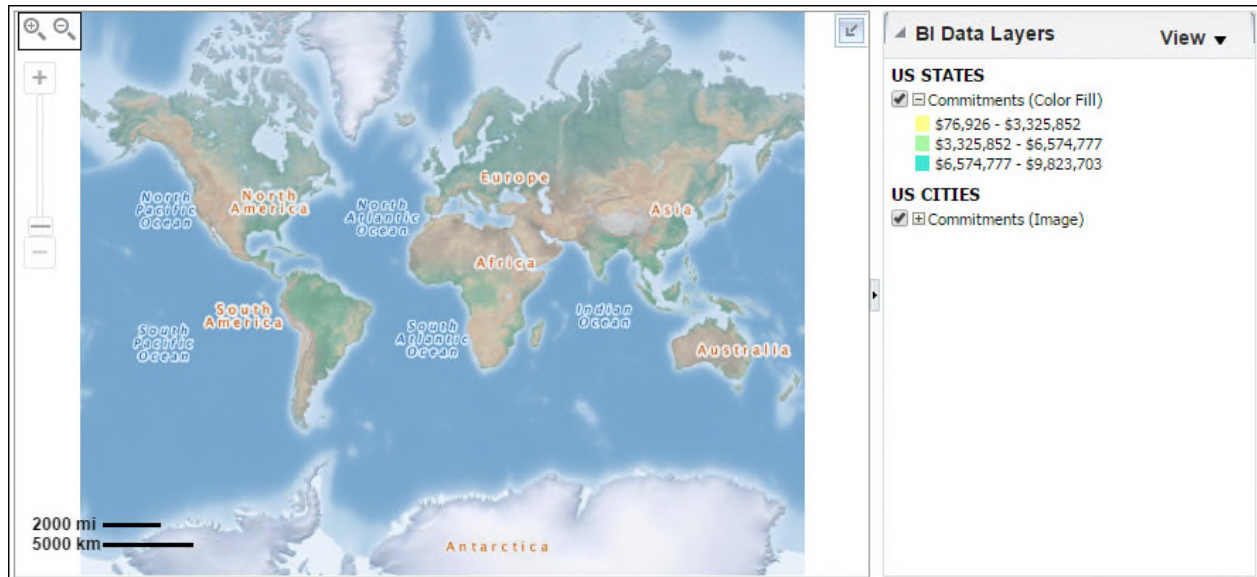 BI Data Layers
View
US STATES
Commitments (Color Fill)
$76,926 - $3,325,852
$3,325,852 - $6,574,777
$6,574,777 - $9,823,703
US CITIES
Commitments (Image)
North
Pacific
Ocean
North
America
North
Atlantic
Ocean
Europe
Asia
Africa
South
America
South
Pacific
Ocean
South
Atlantic
Ocean
Indian
Ocean
Australia
Antarctica
2000 mi
5000 km